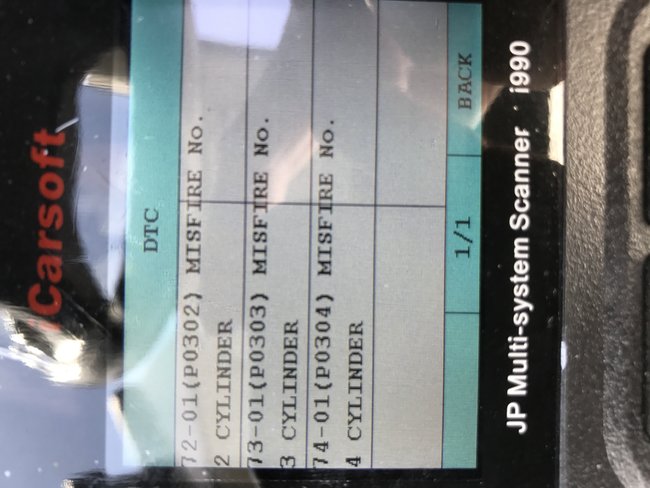 iCarsoft
DTC
72-01(P0302) MISFIRE No.
2 CYLINDER
73-01(P0303) MISFIRE No.
3 CYLINDER
74-01(P0304) MISFIRE No.
4 CYLINDER
1/1 BACK
JP Multi-system Scanner i990